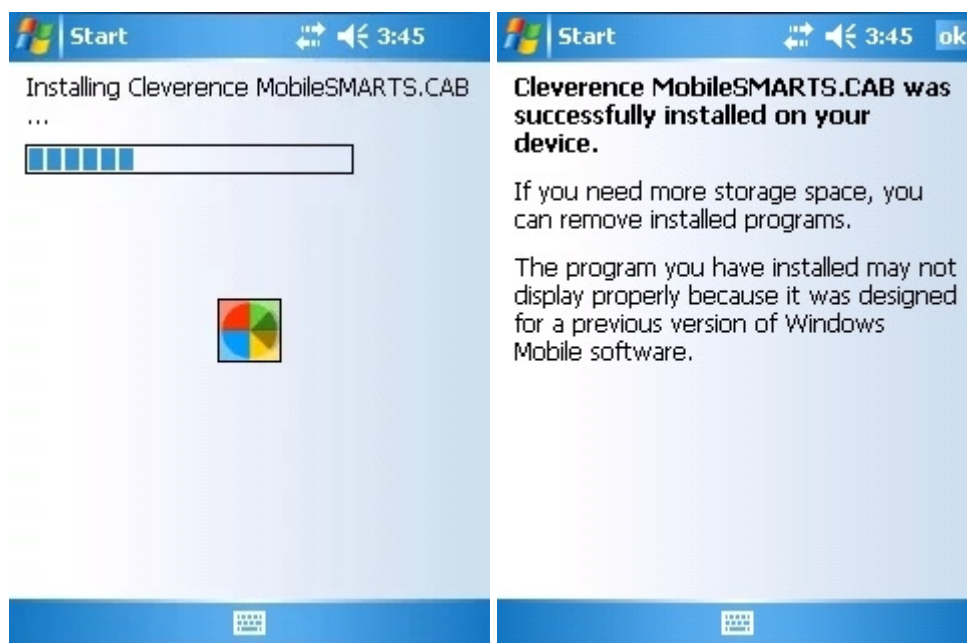 Start 3:45
Installing Cleverence MobileSMARTS.CAB
...
Start 3:45 ok
Cleverence MobileSMARTS.CAB was
successfully installed on your
device.
If you need more storage space, you
can remove installed programs.
The program you have installed may not
display properly because it was designed
for a previous version of Windows
Mobile software.